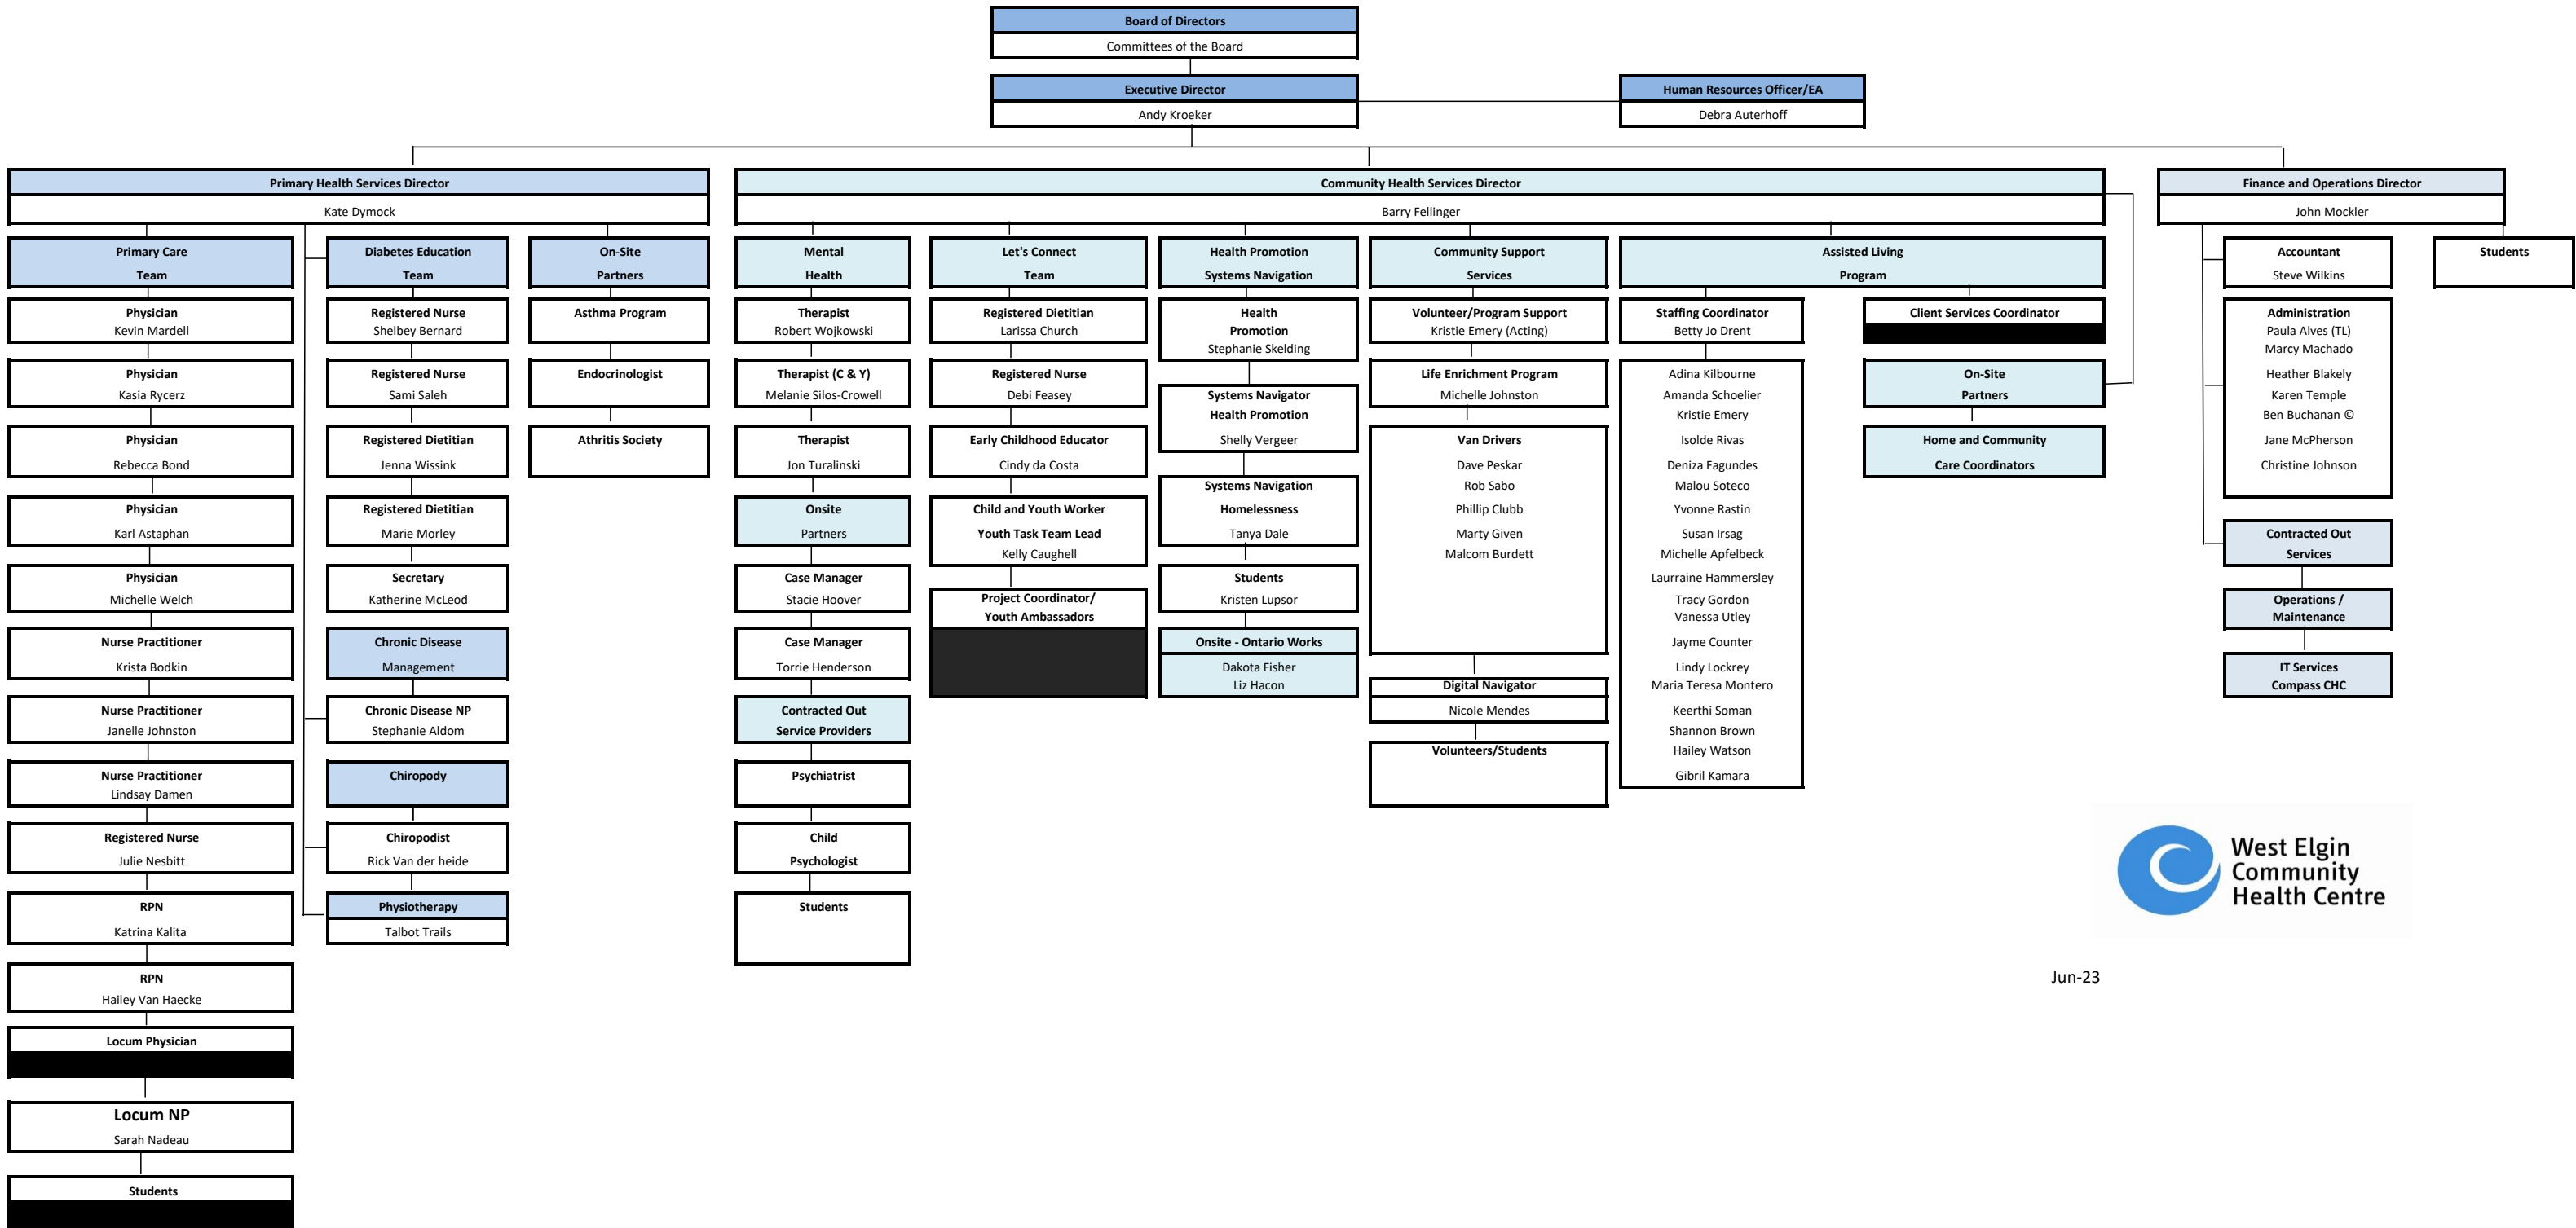 Board of Directors
Committees of the Board
Executive Director
Andy Kroeker
Human Resources Officer/EA
Debra Auterhoff
Primary Health Services Director
Kate Dymock
Community Health Services Director
Barry Fellinger
Finance and Operations Director
John Mockler
Primary Care
Team
Physician
Kevin Mardell
Physician
Kasia Rycerz
Physician
Rebecca Bond
Physician
Karl Astaphan
Physician
Michelle Welch
Nurse Practitioner
Krista Bodkin
Nurse Practitioner
Janelle Johnston
Nurse Practitioner
Lindsay Damen
Registered Nurse
Julie Nesbitt
RPN
Katrina Kalita
RPN
Hailey Van Haecke
Locum Physician
Locum NP
Sarah Nadeau
Students
Diabetes Education
Team
Registered Nurse
Shelbey Bernard
Registered Nurse
Sami Saleh
Registered Dietitian
Jenna Wissink
Registered Dietitian
Marie Morley
Secretary
Katherine McLeod
Chronic Disease
Management
Chronic Disease NP
Stephanie Aldom
Chiropody
Chiropodist
Rick Van der heide
Physiotherapy
Talbot Trails
On-Site
Partners
Asthma Program
Endocrinologist
Athritis Society
Mental
Health
Therapist
Robert Wojkowski
Therapist (C & Y)
Melanie Silos-Crowell
Therapist
Jon Turalinski
Onsite
Partners
Case Manager
Stacie Hoover
Case Manager
Torrie Henderson
Contracted Out
Service Providers
Psychiatrist
Child
Psychologist
Students
Let's Connect
Team
Registered Dietitian
Larissa Church
Registered Nurse
Debi Feasey
Early Childhood Educator
Cindy da Costa
Child and Youth Worker
Youth Task Team Lead
Kelly Caughell
Project Coordinator/
Youth Ambassadors
Health Promotion
Systems Navigation
Health
Promotion
Stephanie Skelding
Systems Navigator
Health Promotion
Shelly Vergeer
Systems Navigation
Homelessness
Tanya Dale
Students
Kristen Lupsor
Onsite - Ontario Works
Dakota Fisher
Liz Hacon
Community Support
Services
Volunteer/Program Support
Kristie Emery (Acting)
Life Enrichment Program
Michelle Johnston
Van Drivers
Dave Peskar
Rob Sabo
Phillip Clubb
Marty Given
Malcom Burdett
Digital Navigator
Nicole Mendes
Volunteers/Students
Assisted Living
Program
Staffing Coordinator
Betty Jo Drent
Adina Kilbourne
Amanda Schoelier
Kristie Emery
Isolde Rivas
Deniza Fagundes
Malou Soteco
Yvonne Rastin
Susan Irsag
Michelle Apfelbeck
Laurraine Hammersley
Tracy Gordon
Vanessa Utley
Jayme Counter
Lindy Lockrey
Maria Teresa Montero
Keerthi Soman
Shannon Brown
Hailey Watson
Gibril Kamara
Client Services Coordinator
On-Site
Partners
Home and Community
Care Coordinators
Accountant
Steve Wilkins
Administration
Paula Alves (TL)
Marcy Machado
Heather Blakely
Karen Temple
Ben Buchanan ©
Jane McPherson
Christine Johnson
Contracted Out
Services
Operations /
Maintenance
IT Services
Compass CHC
Students
West Elgin
Community
Health Centre
Jun-23